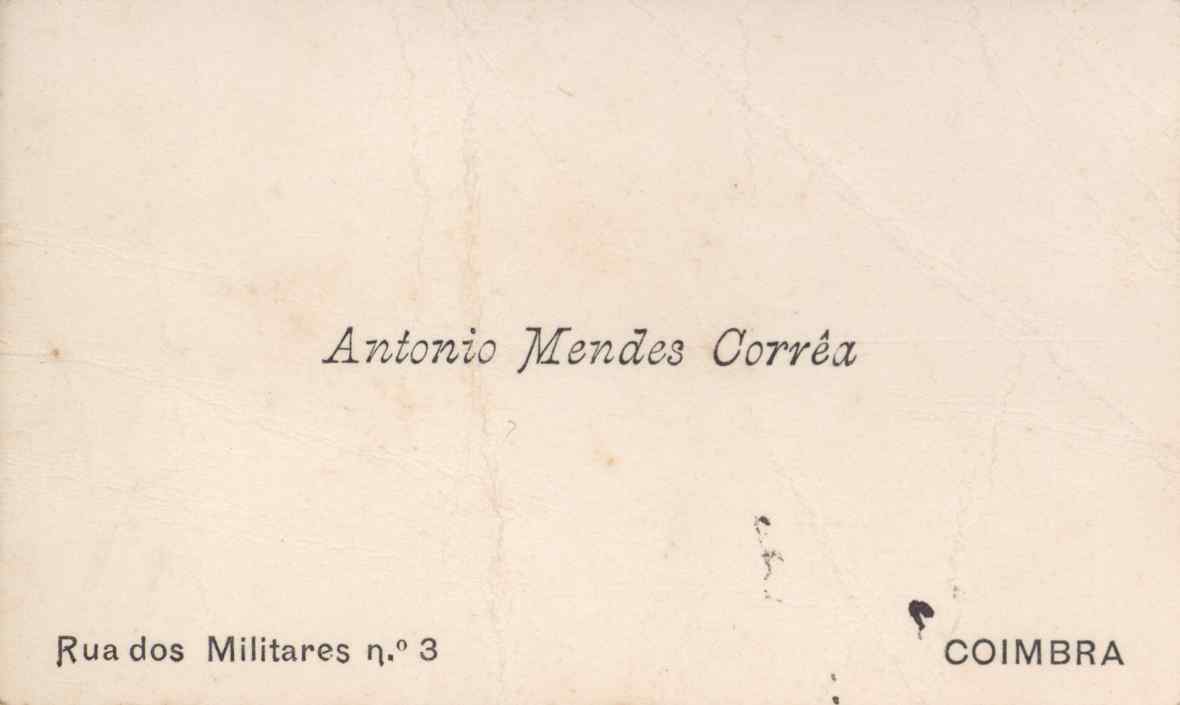 Antonio Mendes Corrêa
Rua dos Militares n.º 3
COIMBRA